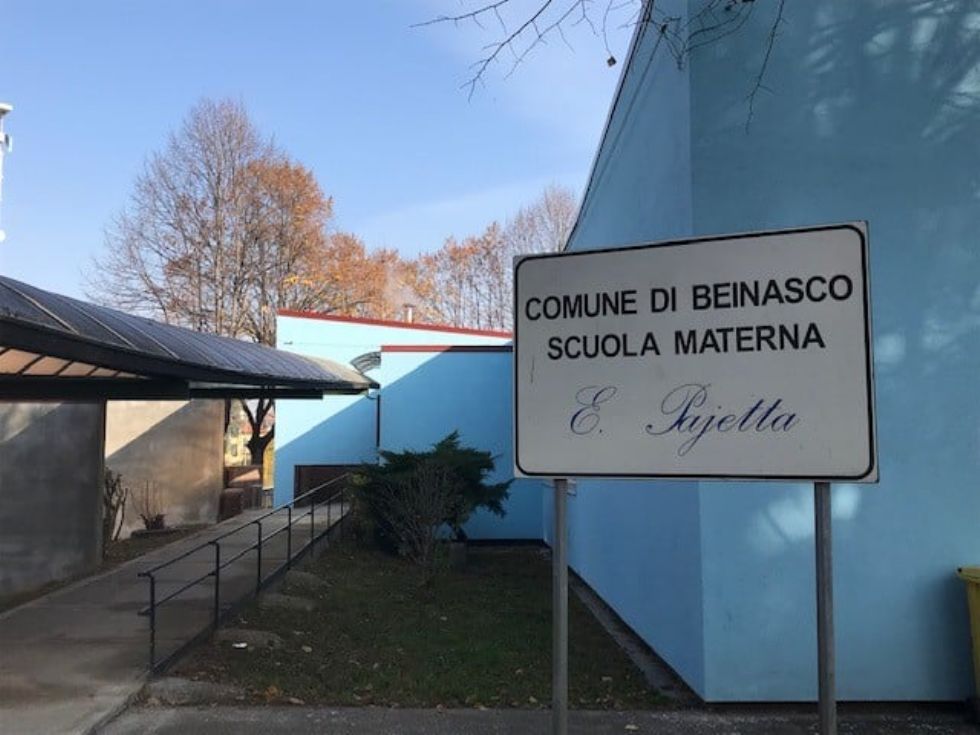 COMUNE DI BEINASCO
SCUOLA MATERNA
E. Pajetta